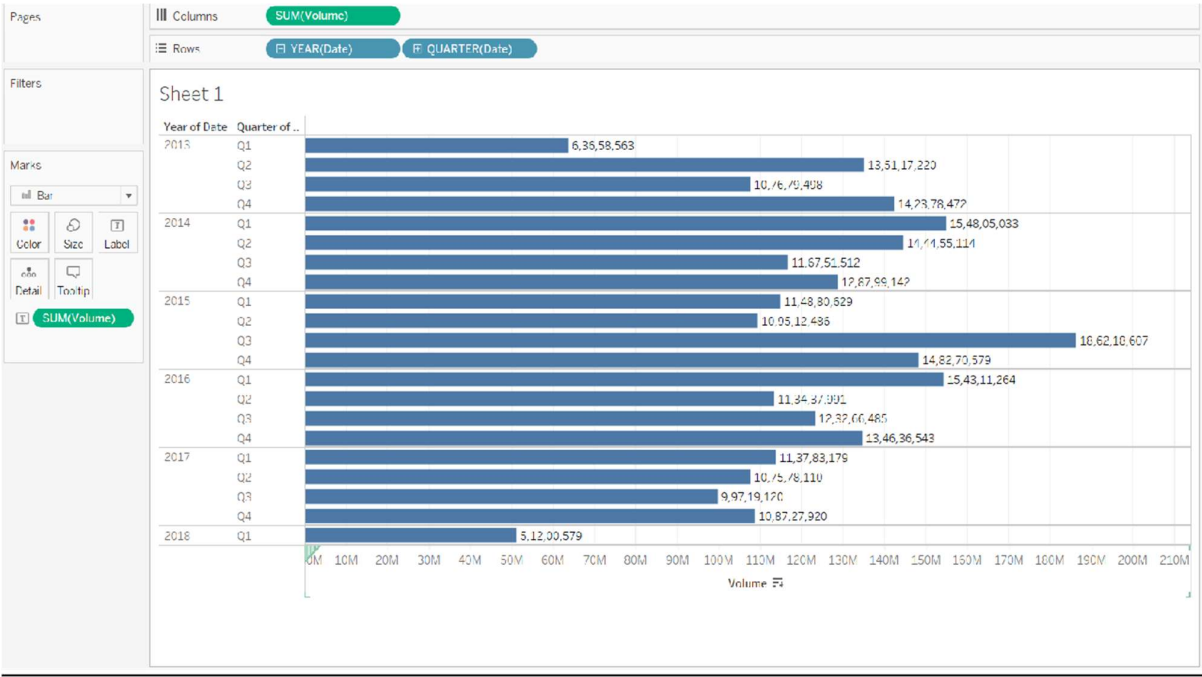 Pages
Columns SUM(Volume)
Rows YEAR(Date) QUARTER(Date)
Filters
Marks
Bar
Color Size Label
Detail Tooltip
SUM(Volume)
Sheet 1
Year of Date Quarter of ..
2013 Q1 6,35,58,563
Q2 13,51,17,220
Q3 10,76,79,498
Q4 14,23,78,472
2014 Q1 15,48,05,033
Q2 14,44,55,114
Q3 11,67,51,512
Q4 12,87,99,142
2015 Q1 11,48,80,629
Q2 10,95,12,486
Q3 18,62,18,607
Q4 14,82,70,579
2016 Q1 15,43,11,264
Q2 11,34,37,991
Q3 12,32,66,485
Q4 13,46,36,543
2017 Q1 11,37,83,179
Q2 10,75,78,110
Q3 9,97,19,120
Q4 10,87,27,920
2018 Q1 5,12,00,579
0M 10M 20M 30M 40M 50M 60M 70M 80M 90M 100M 110M 120M 130M 140M 150M 160M 170M 180M 190M 200M 210M
Volume